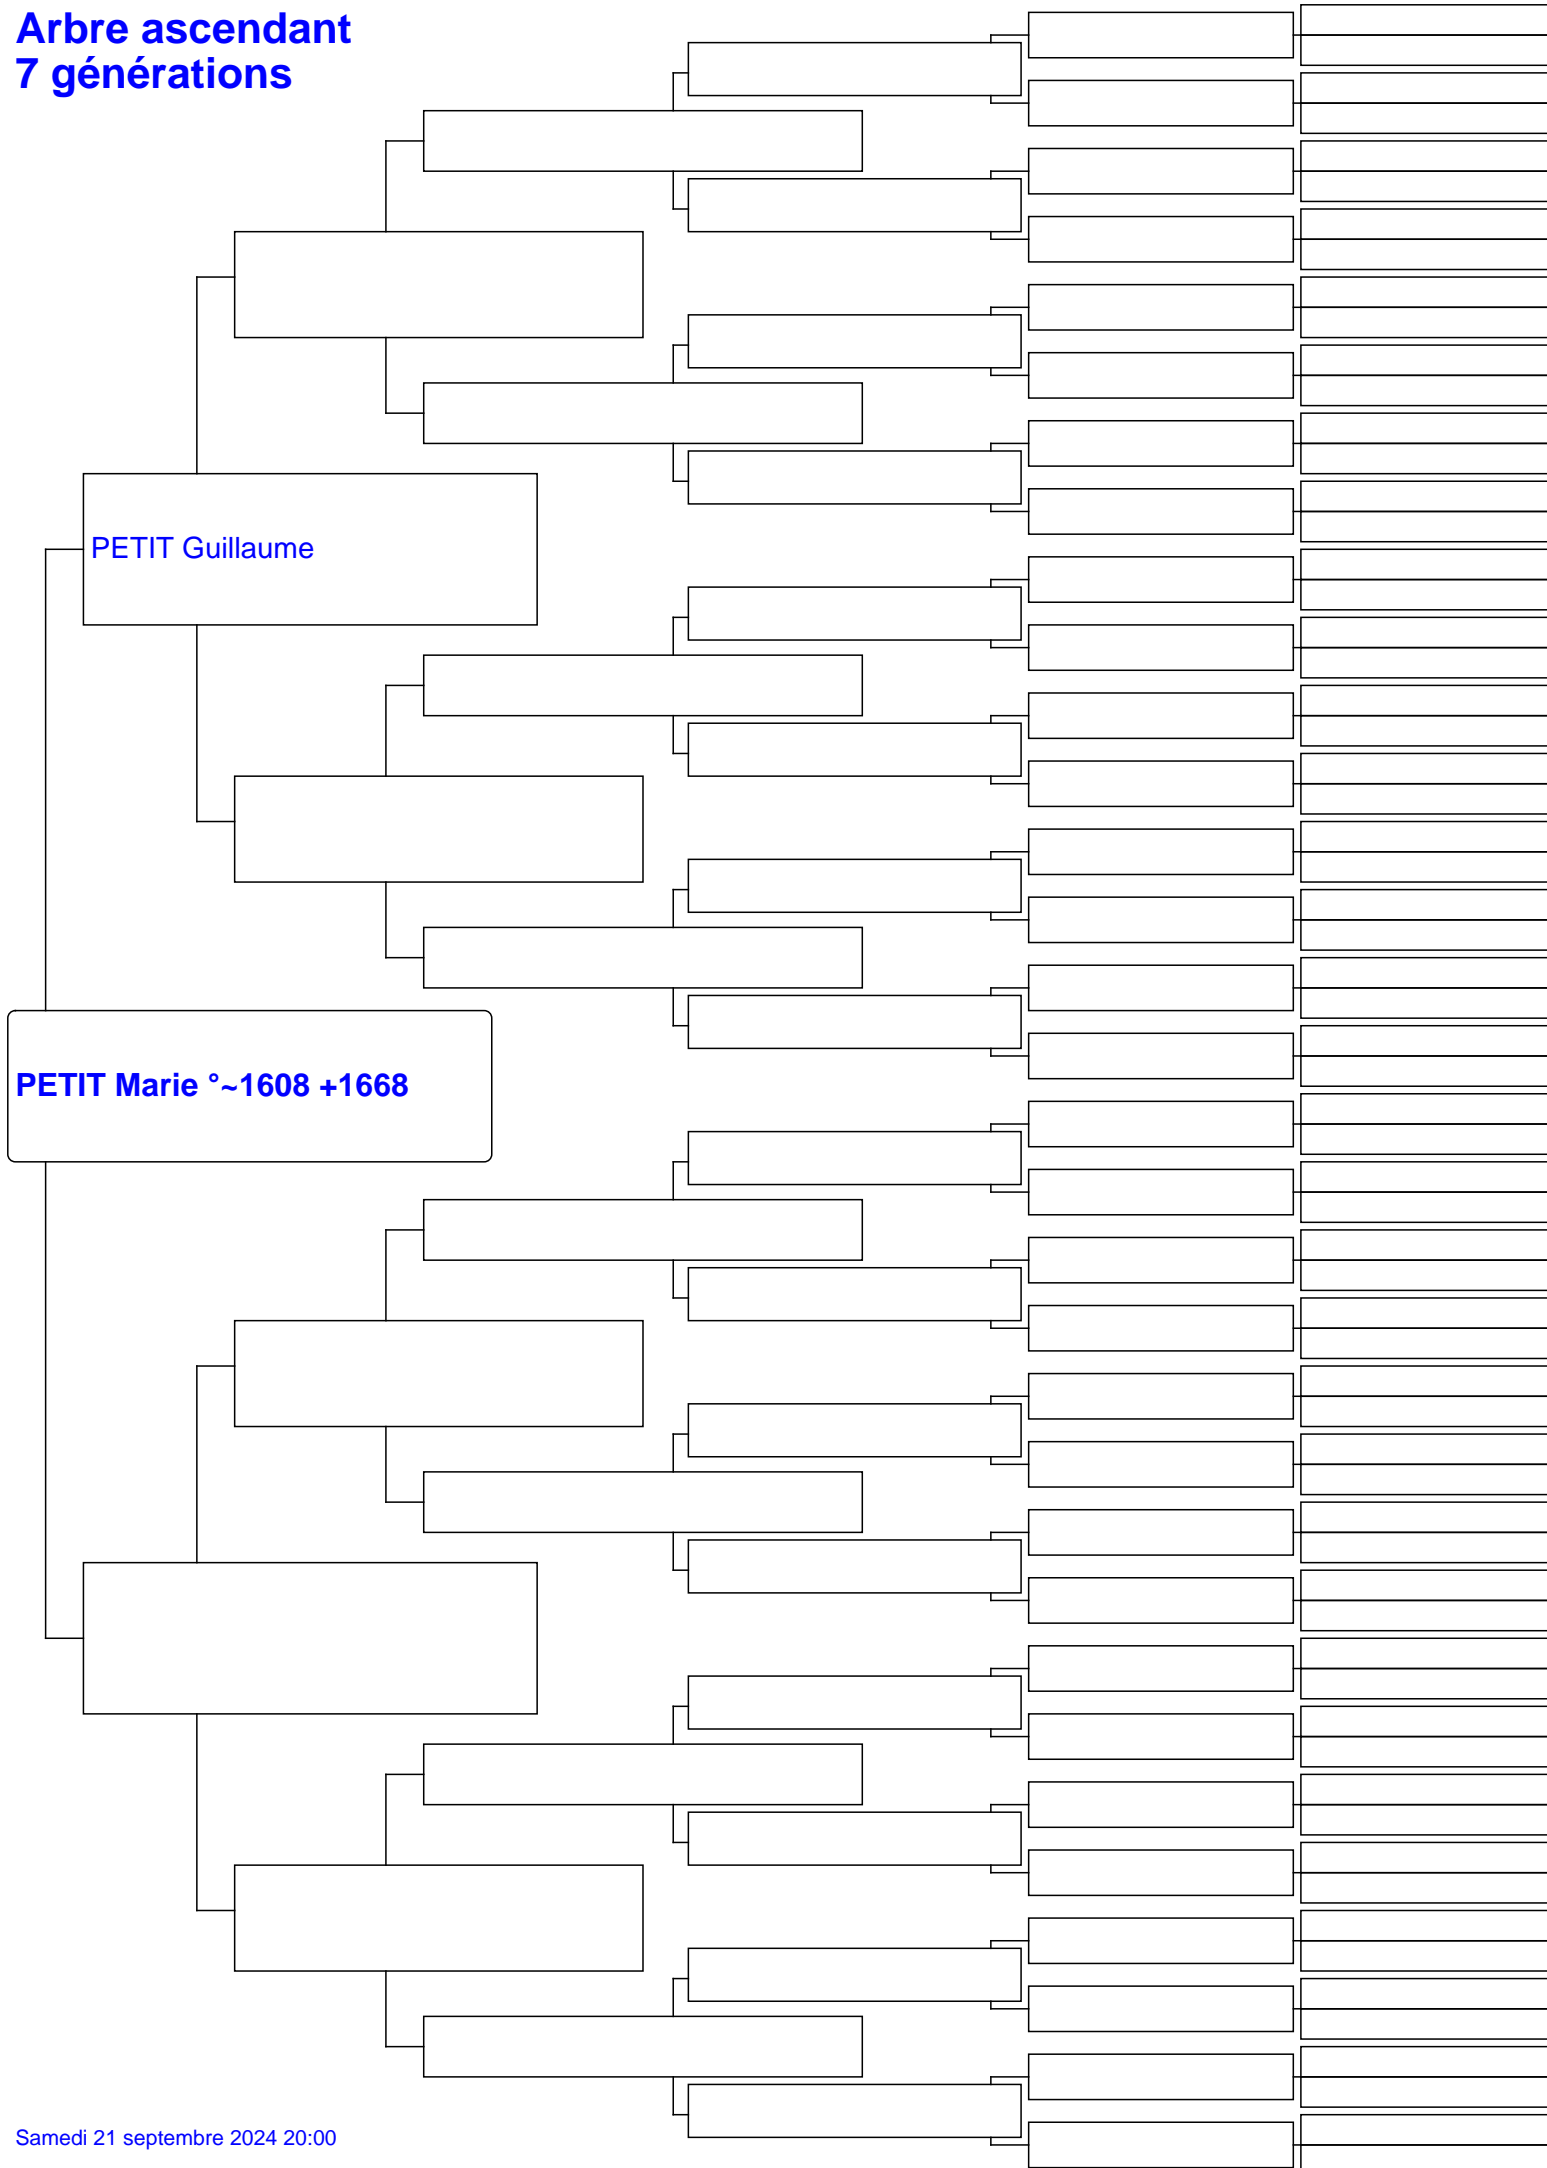 Arbre ascendant
7 générations
PETIT Guillaume
PETIT Marie °~1608 +1668
Samedi 21 septembre 2024 20:00